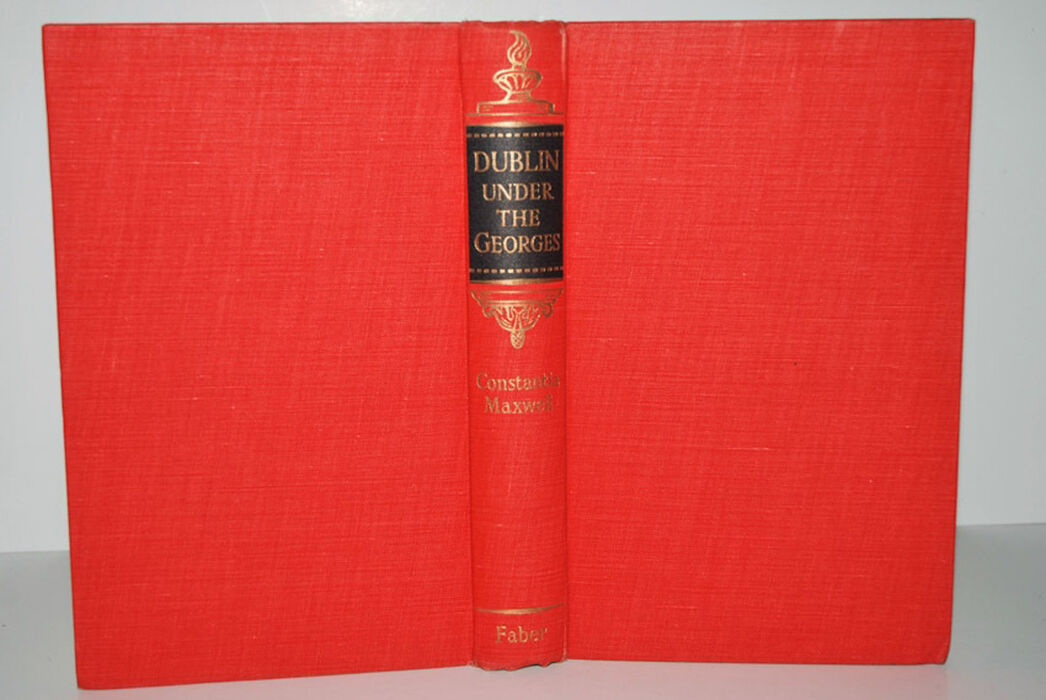 DUBLIN
UNDER
THE
GEORGES
Constantia
Maxwell
Faber